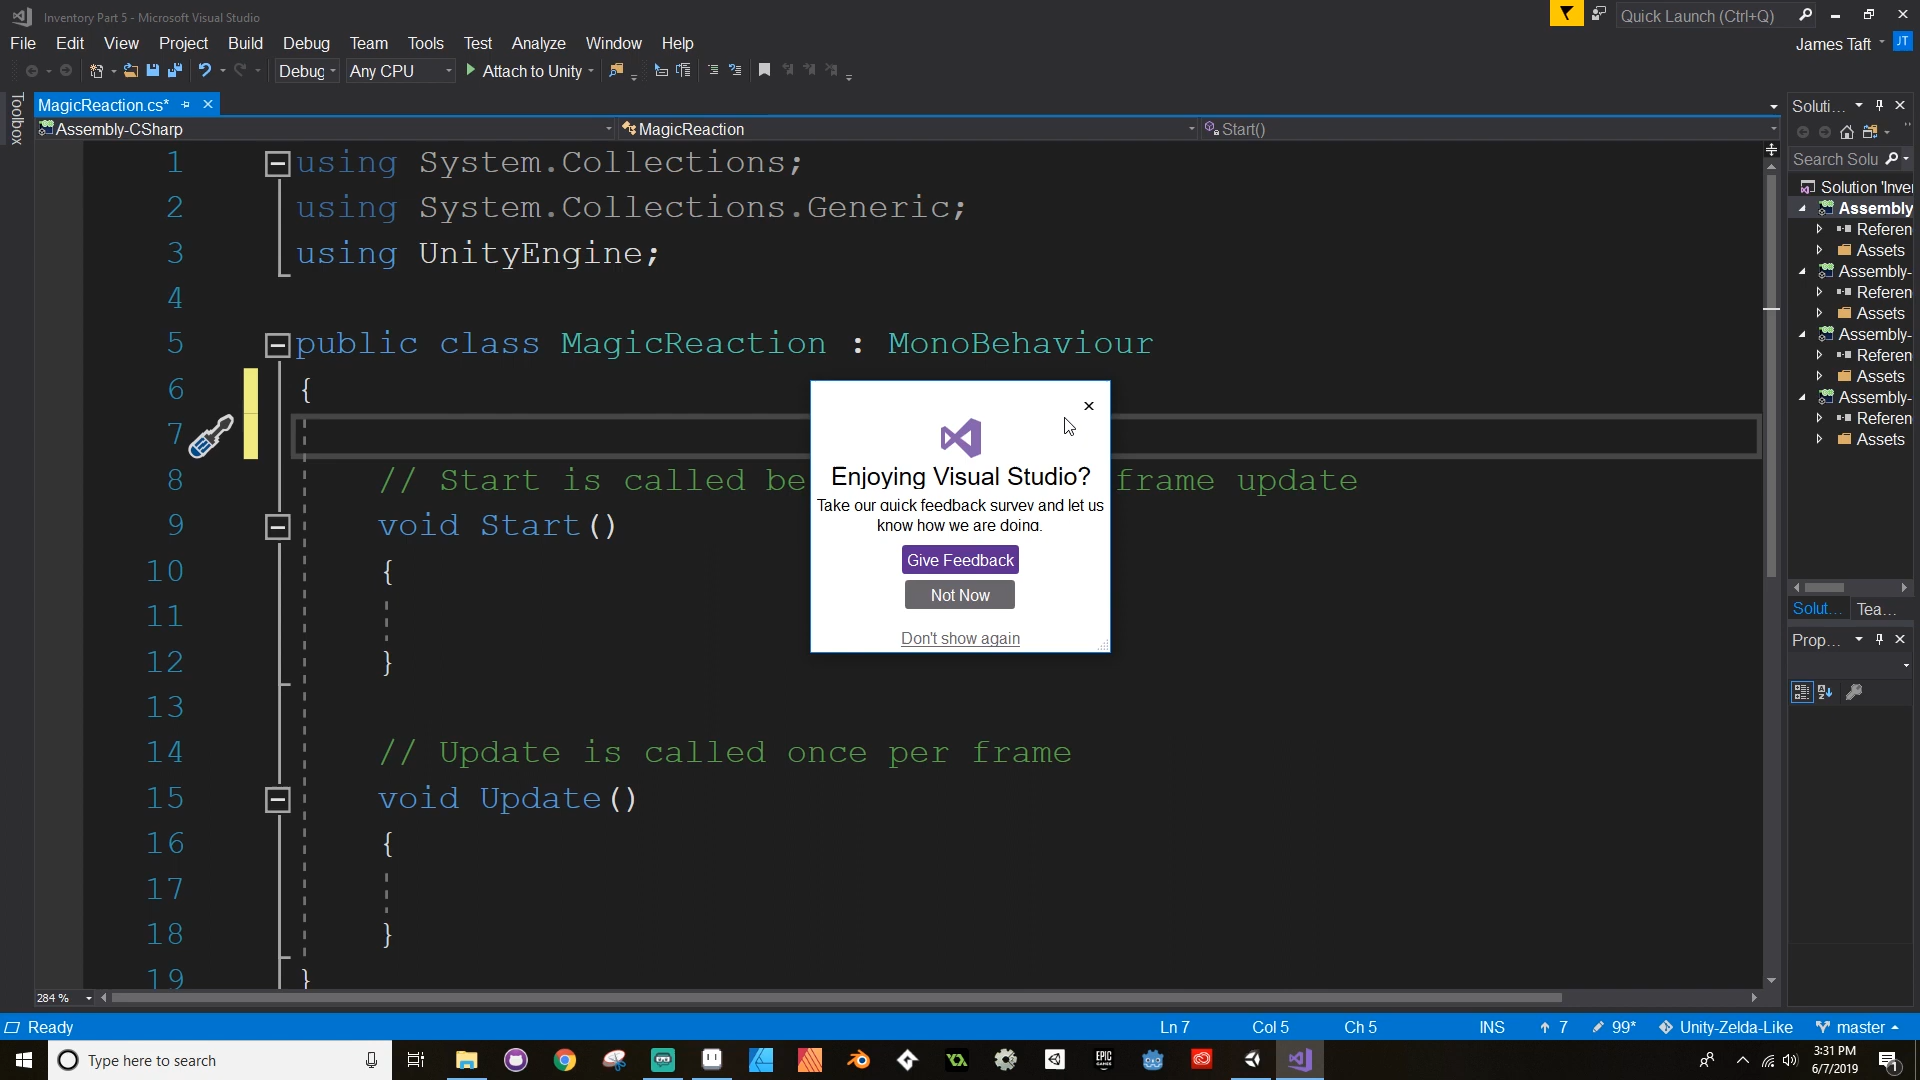 Inventory Part 5 - Microsoft Visual Studio
Quick Launch (Ctrl+Q)
File Edit View Project Build Debug Team Tools Test Analyze Window Help
James Taft JT
Debug Any CPU Attach to Unity
Toolbox
MagicReaction.cs*
Assembly-CSharp MagicReaction Start()
1 using System.Collections;
2 using System.Collections.Generic;
3 using UnityEngine;
4
5 public class MagicReaction : MonoBehaviour
6 {
7
8 // Start is called be frame update
9 void Start()
10 {
11
12 }
13
14 // Update is called once per frame
15 void Update()
16 {
17
18 }
19 }
Enjoying Visual Studio?
Take our quick feedback survey and let us
know how we are doing.
Give Feedback
Not Now
Don't show again
Soluti...
Search Solu
Solution 'Inve
Assembly
Referen
Assets
Assembly-
Referen
Assets
Assembly-
Referen
Assets
Assembly-
Referen
Assets
Solut... Tea...
Prop...
284 %
Ready Ln 7 Col 5 Ch 5 INS 7 99* Unity-Zelda-Like master
Type here to search
EPIC GAMES
3:31 PM
6/7/2019
1